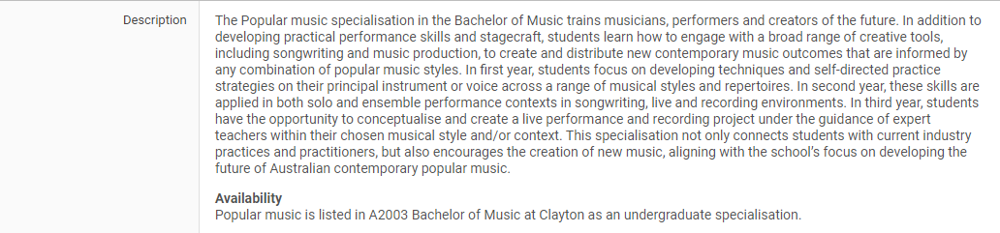 Description
The Popular music specialisation in the Bachelor of Music trains musicians, performers and creators of the future. In addition to
developing practical performance skills and stagecraft, students learn how to engage with a broad range of creative tools,
including songwriting and music production, to create and distribute new contemporary music outcomes that are informed by
any combination of popular music styles. In first year, students focus on developing techniques and self-directed practice
strategies on their principal instrument or voice across a range of musical styles and repertoires. In second year, these skills are
applied in both solo and ensemble performance contexts in songwriting, live and recording environments. In third year, students
have the opportunity to conceptualise and create a live performance and recording project under the guidance of expert
teachers within their chosen musical style and/or context. This specialisation not only connects students with current industry
practices and practitioners, but also encourages the creation of new music, aligning with the school's focus on developing the
future of Australian contemporary popular music.
Availability
Popular music is listed in A2003 Bachelor of Music at Clayton as an undergraduate specialisation.